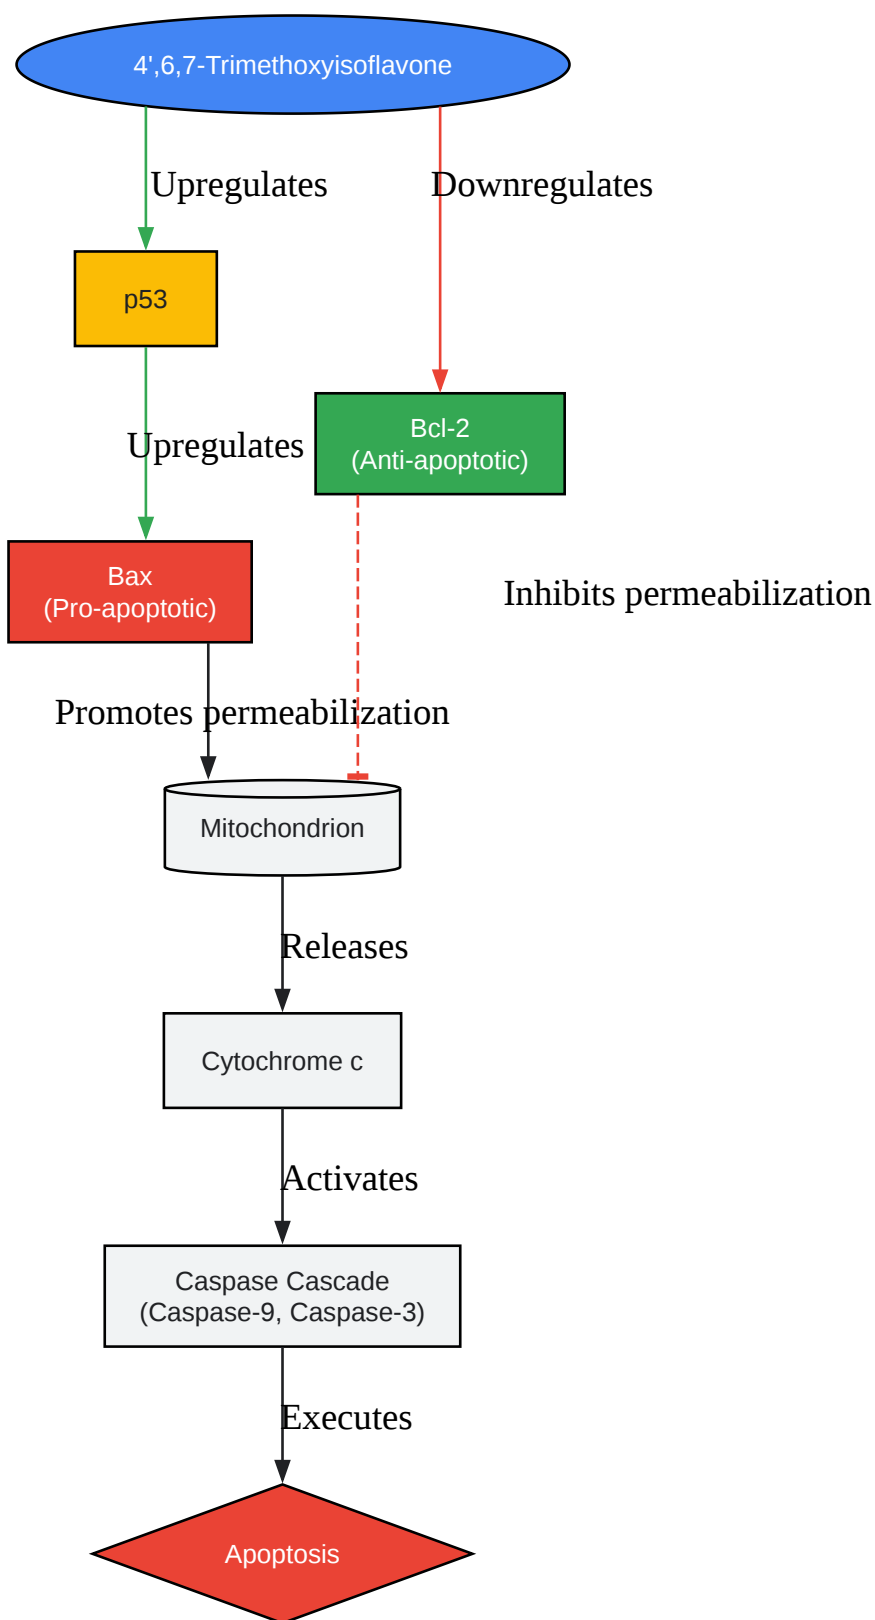 4',6,7-Trimethoxyisoflavone
Upregulates
Downregulates
p53
Bcl-2
(Anti-apoptotic)
Upregulates
Bax
(Pro-apoptotic)
Inhibits permeabilization
Promotes permeabilization
Mitochondrion
Releases
Cytochrome c
Activates
Caspase Cascade
(Caspase-9, Caspase-3)
Executes
Apoptosis